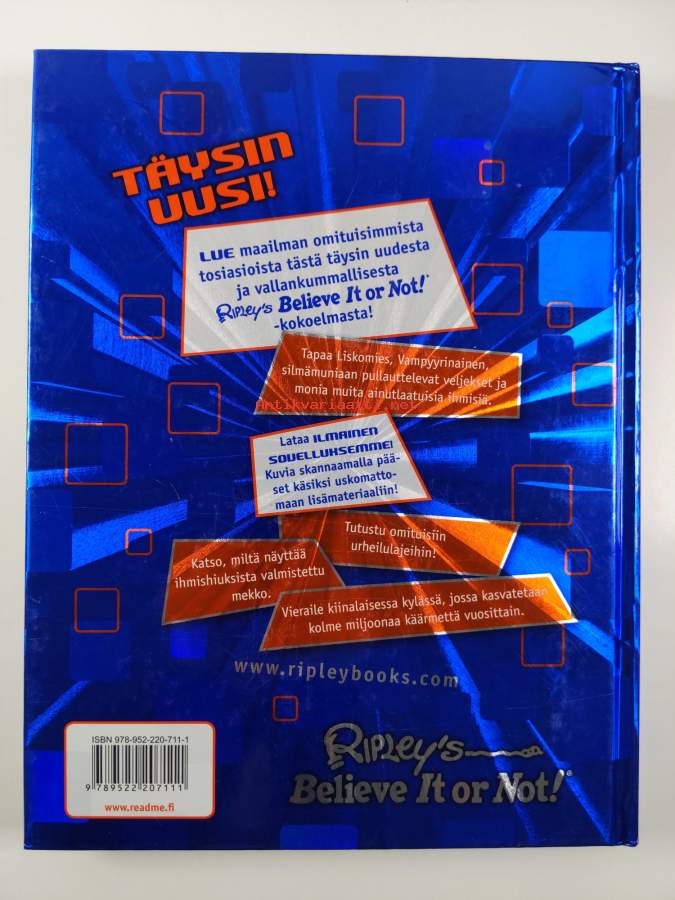 TÄYSIN
UUSI!
LUE maailman omituisimmista
tosiasioista tästä täysin uudesta
ja vallankummallisesta
Ripley's Believe It or Not!®
-kokoelmasta!
Tapaa Liskomies, Vampyyrinainen,
silmämuniaan pullauttelevat veljekset ja
monia muita ainutlaatuisia ihmisiä.
Antikvariaatit.net
Lataa ILMAINEN
SOVELLUKSEMME!
Kuvia skannaamalla pää-
set käsiksi uskomatto-
maan lisämateriaaliin!
Tutustu omituisiin
urheilulajeihin!
Katso, miltä näyttää
ihmishiuksista valmistettu
mekko.
Vieraile kiinalaisessa kylässä, jossa kasvatetaan
kolme miljoonaa käärmettä vuosittain.
www.ripleybooks.com
ISBN 978-952-220-711-1
9 789522 207111
www.readme.fi
Ripley's
Believe It or Not!®